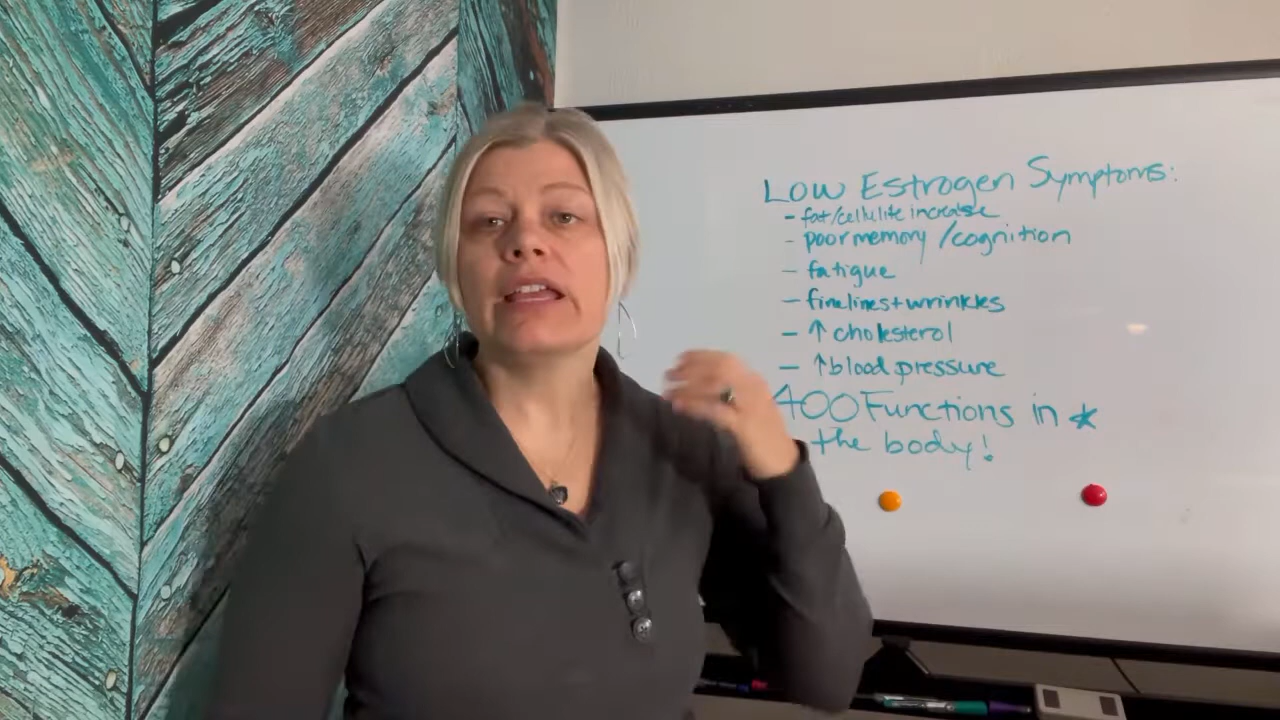 Low Estrogen Symptoms:
- fat/cellulite increase
- poor memory/cognition
- fatigue
- fine lines + wrinkles
- ↑ cholesterol
- ↑ blood pressure
400 Functions in *
the body!